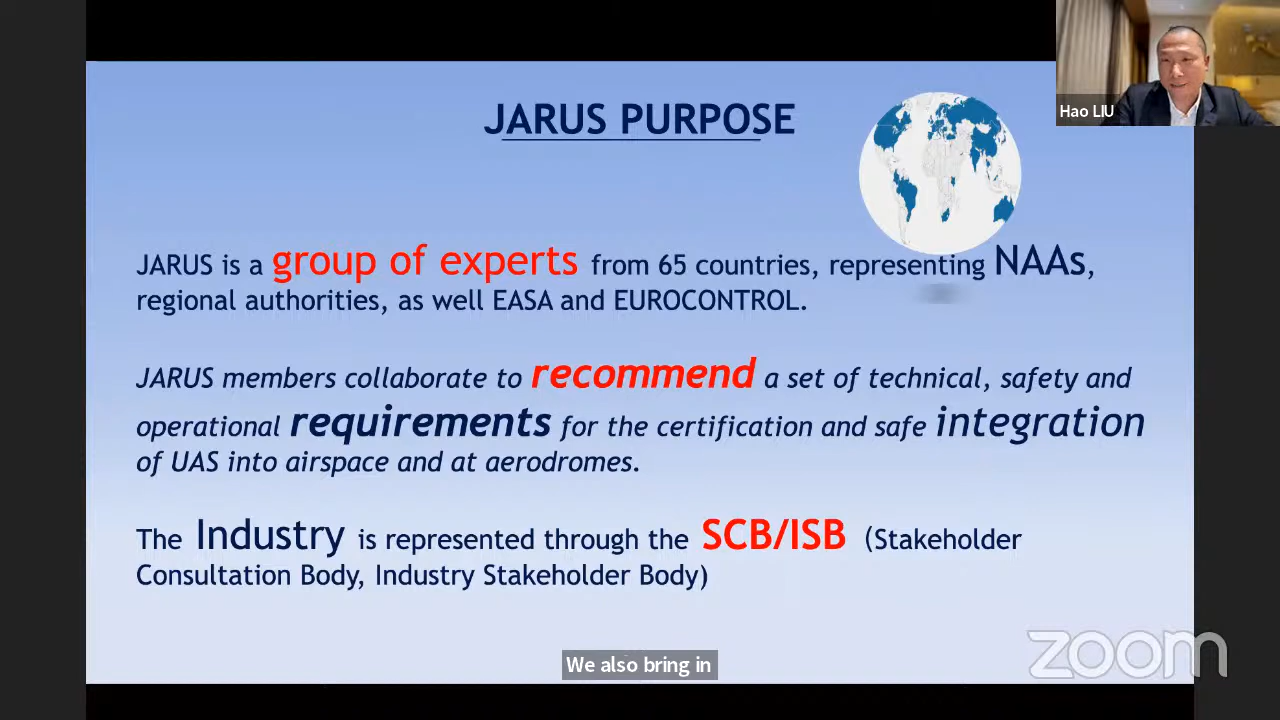 JARUS PURPOSE
Hao LIU
JARUS is a group of experts from 65 countries, representing NAAs,
regional authorities, as well EASA and EUROCONTROL.
JARUS members collaborate to recommend a set of technical, safety and
operational requirements for the certification and safe integration
of UAS into airspace and at aerodromes.
The Industry is represented through the SCB/ISB (Stakeholder
Consultation Body, Industry Stakeholder Body)
We also bring in
zoom